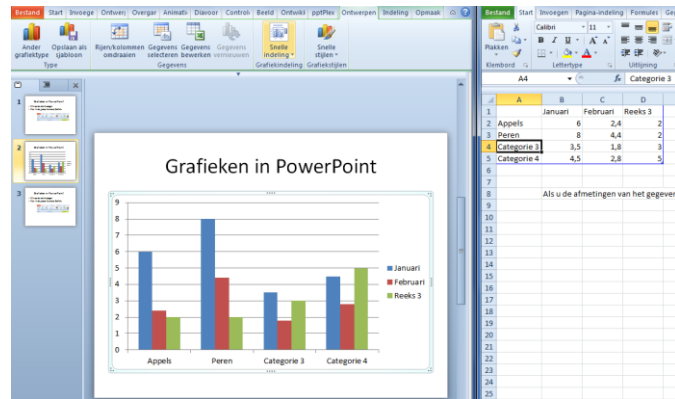 Bestand Start Invoege Ontwerp Overgar Animati Diavoor Control Beeld Ontwikl pptPlex Ontwerpen Indeling Opmaak
Ander grafiektype
Opslaan als sjabloon
Rijen/kolommen omdraaien
Gegevens selecteren
Gegevens bewerken
Gegevens vernieuwen
Snelle indeling
Snelle stijlen
Type Gegevens Grafiekindeling Grafiekstijlen
1
2
3
Grafieken in PowerPoint
9
8
7
6
5
4
3
2
1
0
Appels Peren Categorie 3 Categorie 4
Januari
Februari
Reeks 3
Bestand Start Invoegen Pagina-indeling Formules Ge
Plakken
Calibri 11
B I U
Klembord Lettertype Uitlijning
A4 fx Categorie 3
A B C D
1 Januari Februari Reeks 3
2 Appels 6 2,4 2
3 Peren 8 4,4 2
4 Categorie 3 3,5 1,8 3
5 Categorie 4 4,5 2,8 5
6
7
8 Als u de afmetingen van het gegeven
9
10
11
12
13
14
15
16
17
18
19
20
21
22
23
24
25